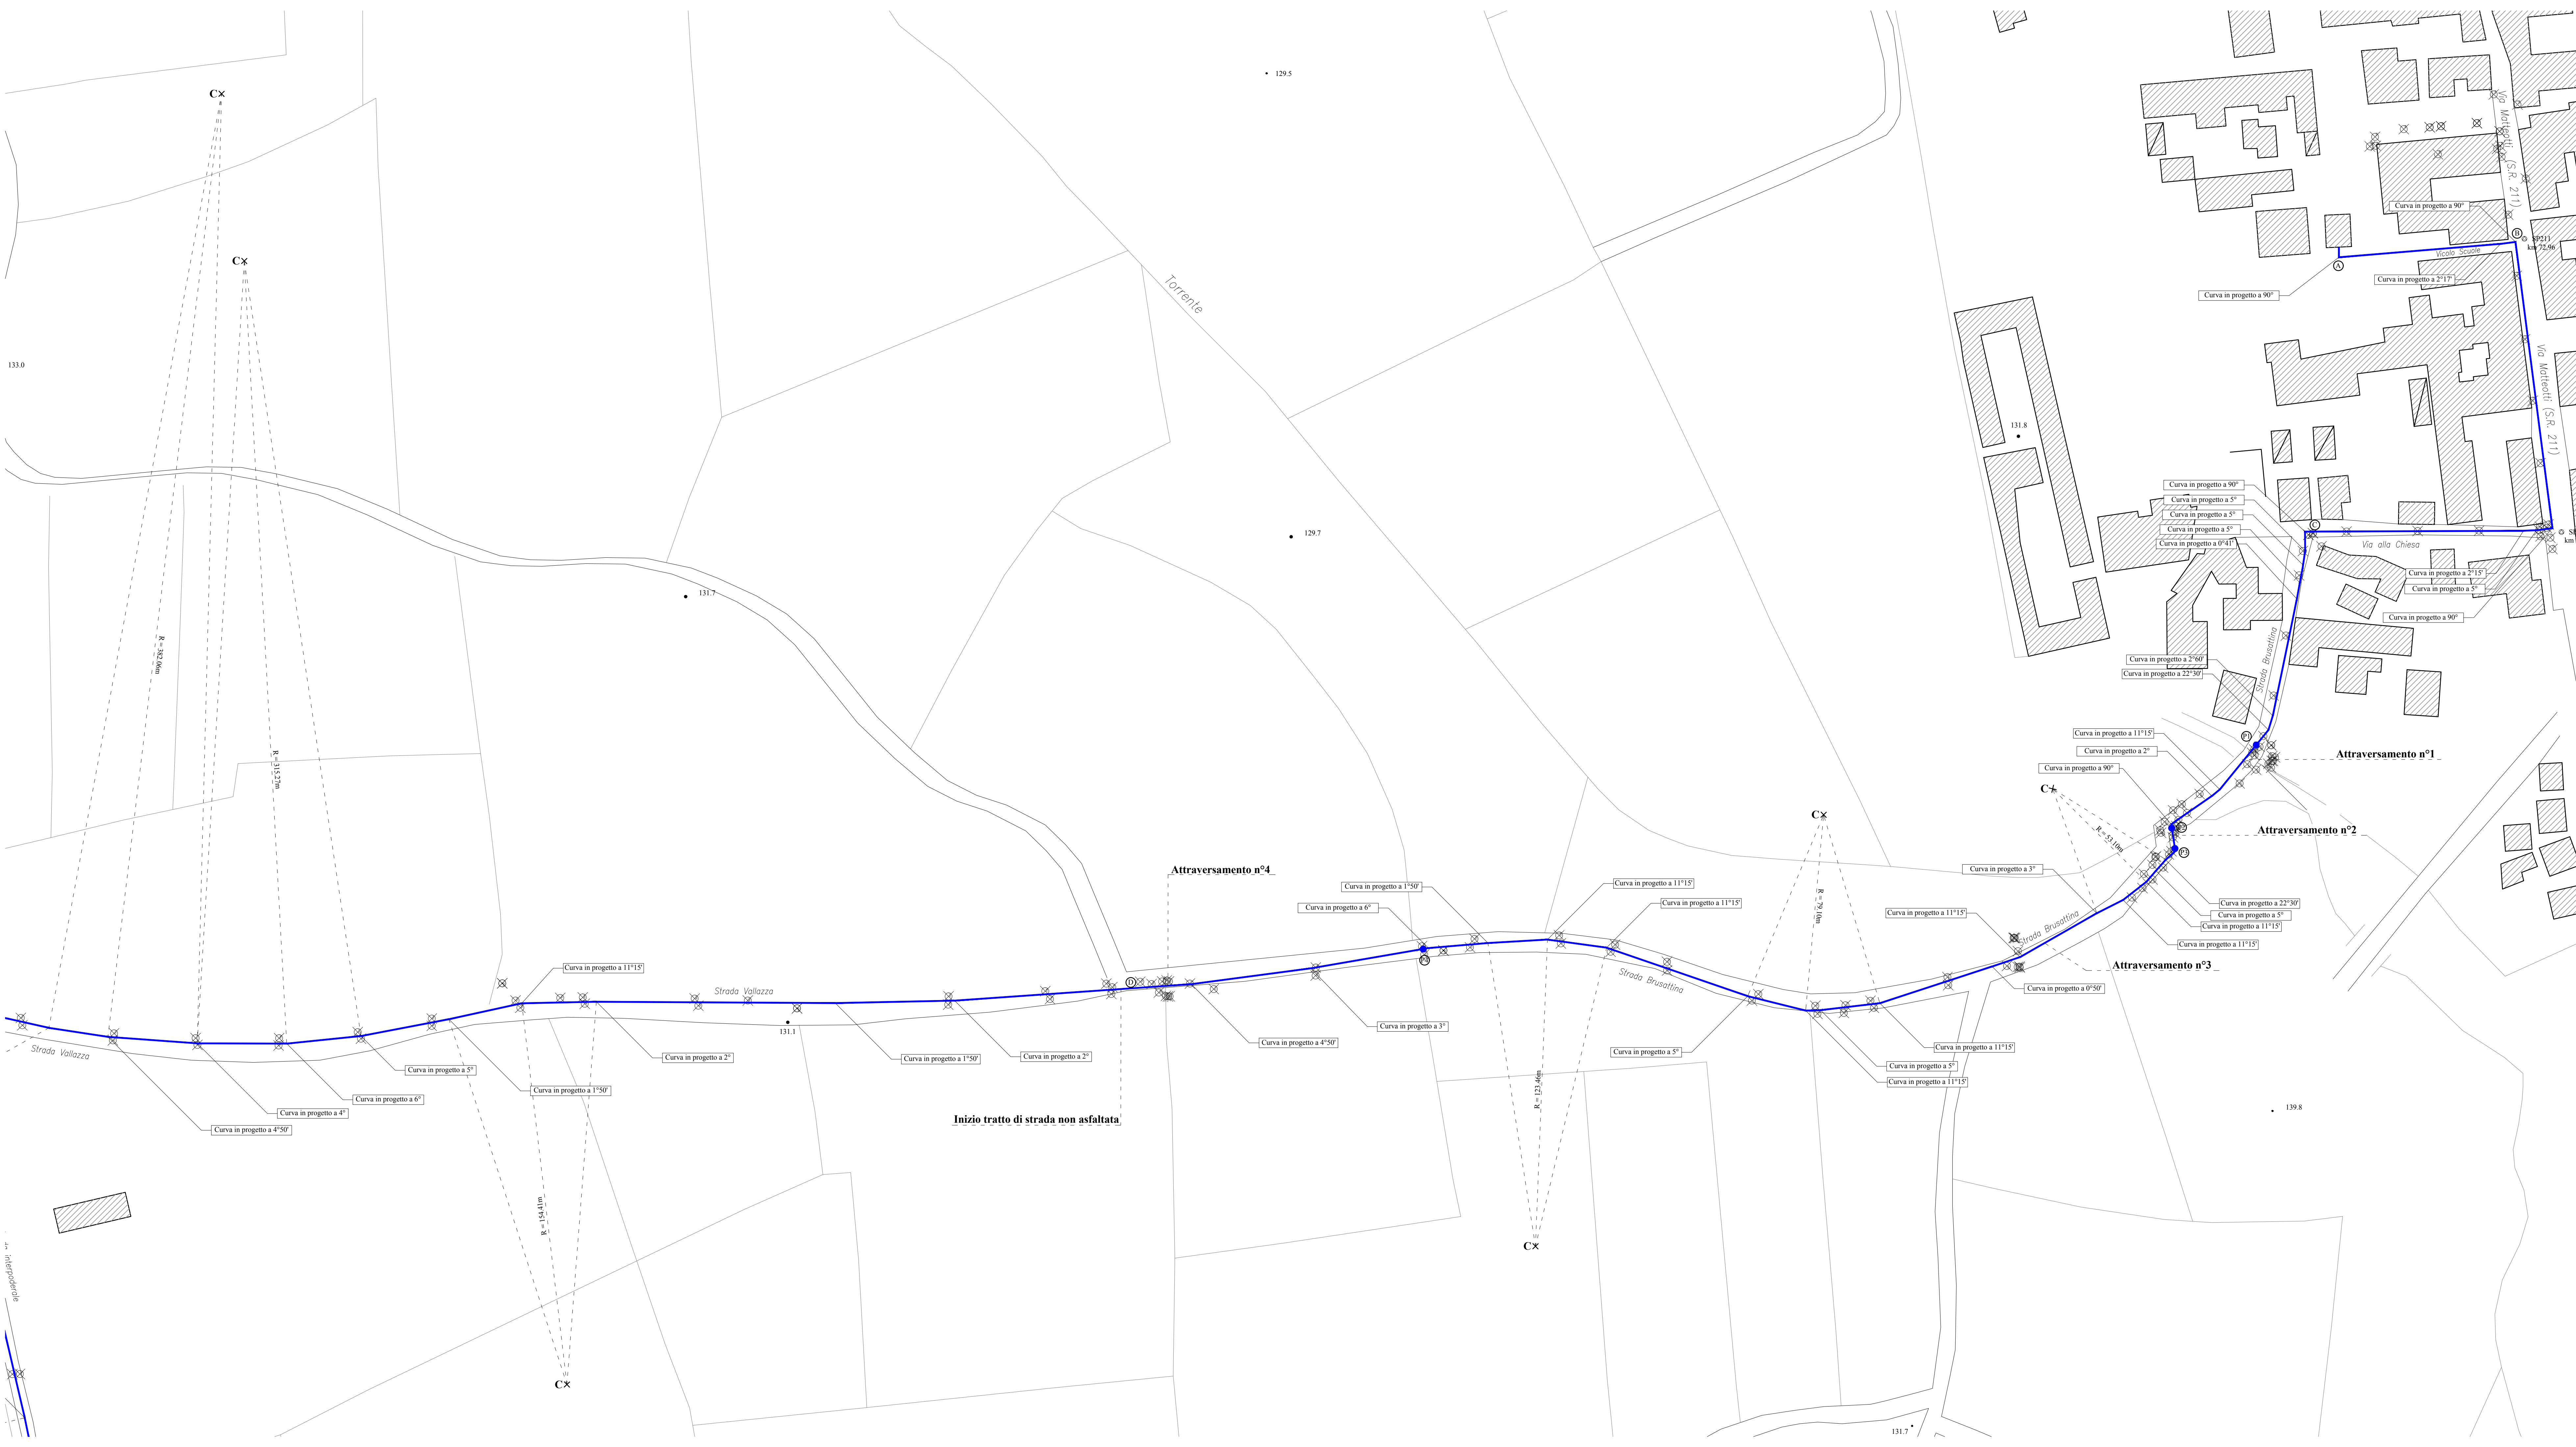 129.5
C
C
Via Matteotti (S.R. 211)
Curva in progetto a 90°
B
SP211
km 72.96
Vicolo Scuole
A
Curva in progetto a 2°17'
Curva in progetto a 90°
Torrente
133.0
Via Matteotti (S.R. 211)
131.8
Curva in progetto a 90°
Curva in progetto a 5°
Curva in progetto a 5°
Curva in progetto a 5°
Curva in progetto a 0°41'
C
km
Via alla Chiesa
129.7
Curva in progetto a 2°15'
Curva in progetto a 5°
131.7
Curva in progetto a 90°
R = 382.06m
Strada Brusattina
Curva in progetto a 2°60'
Curva in progetto a 22°30'
Curva in progetto a 11°15'
P1
Curva in progetto a 2°
Attraversamento n°1
R = 315.27m
Curva in progetto a 90°
C
C
P2
Attraversamento n°2
R = 53.10m
P3
Attraversamento n°4
Curva in progetto a 3°
Curva in progetto a 1°50'
Curva in progetto a 11°15'
Curva in progetto a 6°
Curva in progetto a 11°15'
R = 79.10m
Curva in progetto a 11°15'
Curva in progetto a 22°30'
Curva in progetto a 5°
Curva in progetto a 11°15'
Strada Brusattina
Curva in progetto a 11°15'
P4
Curva in progetto a 11°15'
Attraversamento n°3
D
Strada Brusattina
Strada Vallazza
Curva in progetto a 0°50'
131.1
Curva in progetto a 3°
Curva in progetto a 4°50'
Curva in progetto a 11°15'
Strada Vallazza
Curva in progetto a 2°
Curva in progetto a 1°50'
Curva in progetto a 2°
Curva in progetto a 5°
Curva in progetto a 5°
Curva in progetto a 5°
Curva in progetto a 11°15'
Curva in progetto a 1°50'
R = 123.46m
Curva in progetto a 6°
Curva in progetto a 4°
139.8
Inizio tratto di strada non asfaltata
Curva in progetto a 4°50'
R = 154.41m
C
interpoderale
C
131.7